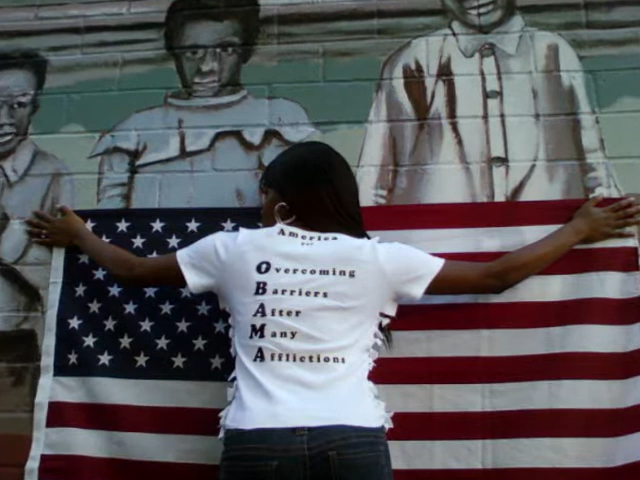 America
Overcoming
Barriers
After
Many
Afflictions